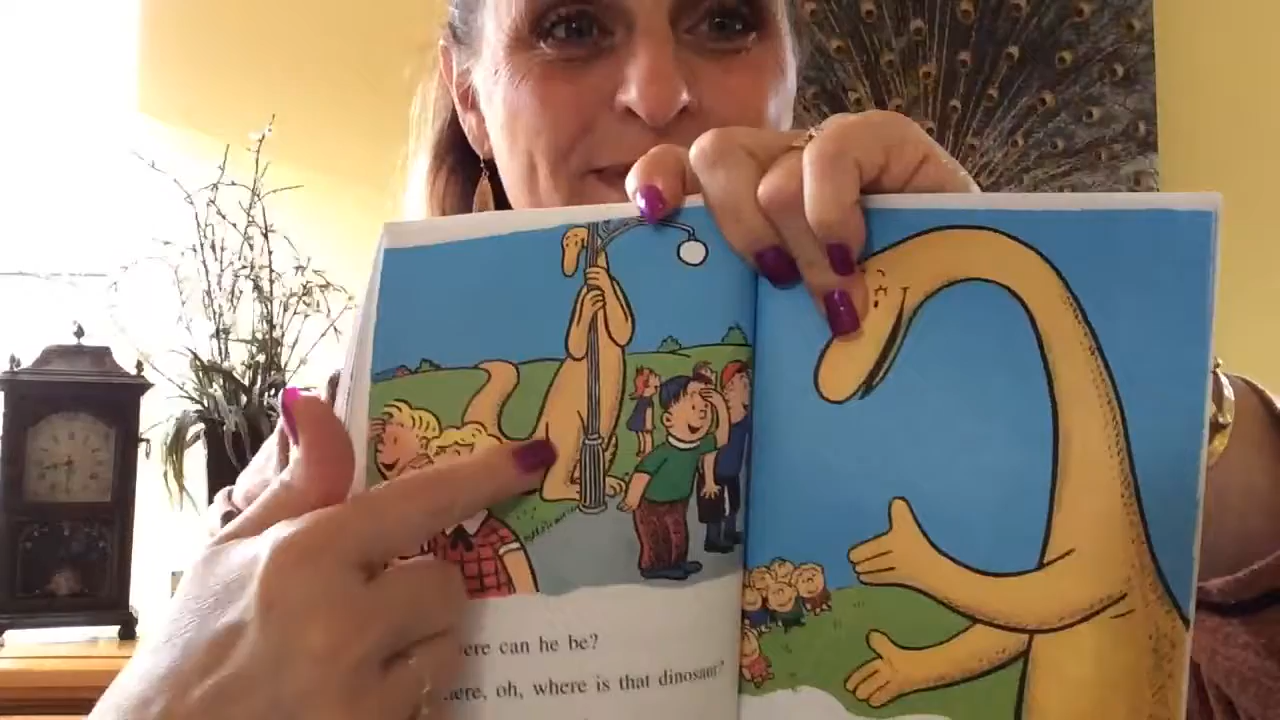 can he be?
oh, where is that dinosaur?